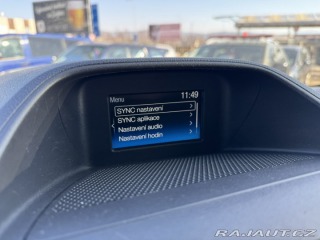 Menu 11:49
SYNC nastavení
SYNC aplikace
Nastavení audio
Nastavení hodin
RAJAUT.CZ